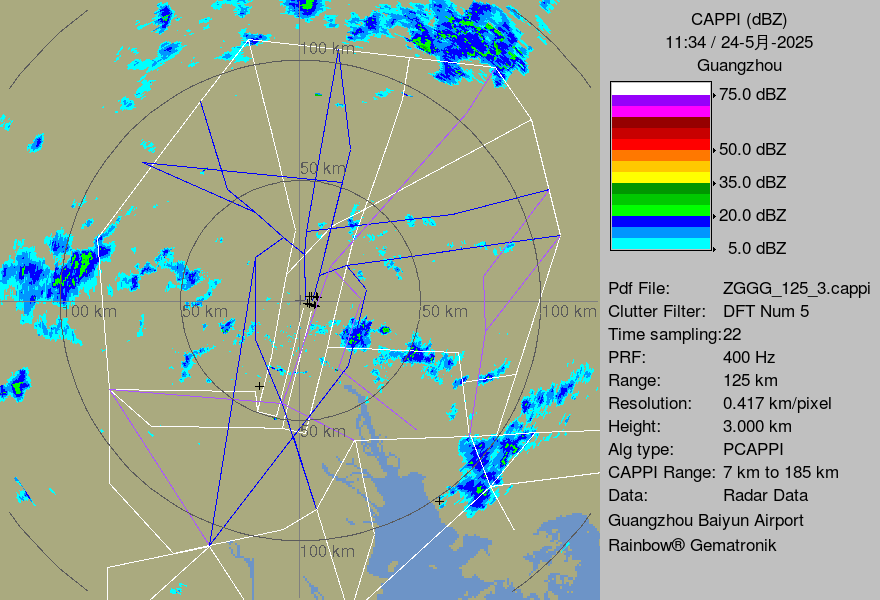 CAPPI (dBZ)
11:34 / 24-5月-2025
Guangzhou
75.0 dBZ
50.0 dBZ
35.0 dBZ
20.0 dBZ
5.0 dBZ
Pdf File: ZGGG_125_3.cappi
Clutter Filter: DFT Num 5
Time sampling:22
PRF: 400 Hz
Range: 125 km
Resolution: 0.417 km/pixel
Height: 3.000 km
Alg type: PCAPPI
CAPPI Range: 7 km to 185 km
Data: Radar Data
Guangzhou Baiyun Airport
Rainbow® Gematronik
100 km
50 km
100 km
50 km
50 km
100 km
50 km
100 km